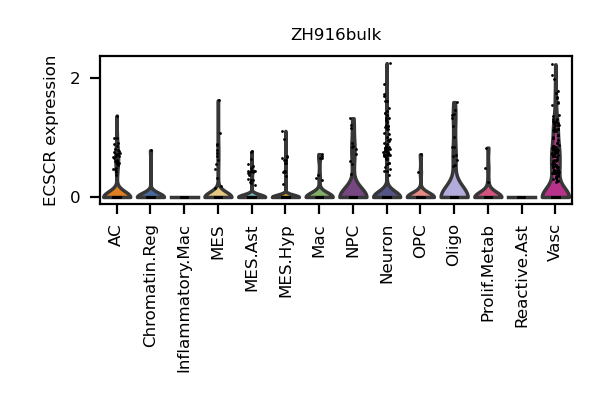 ZH916bulk
ECSCR expression
2
0
AC
Chromatin.Reg
Inflammatory.Mac
MES
MES.Ast
MES.Hyp
Mac
NPC
Neuron
OPC
Oligo
Prolif.Metab
Reactive.Ast
Vasc